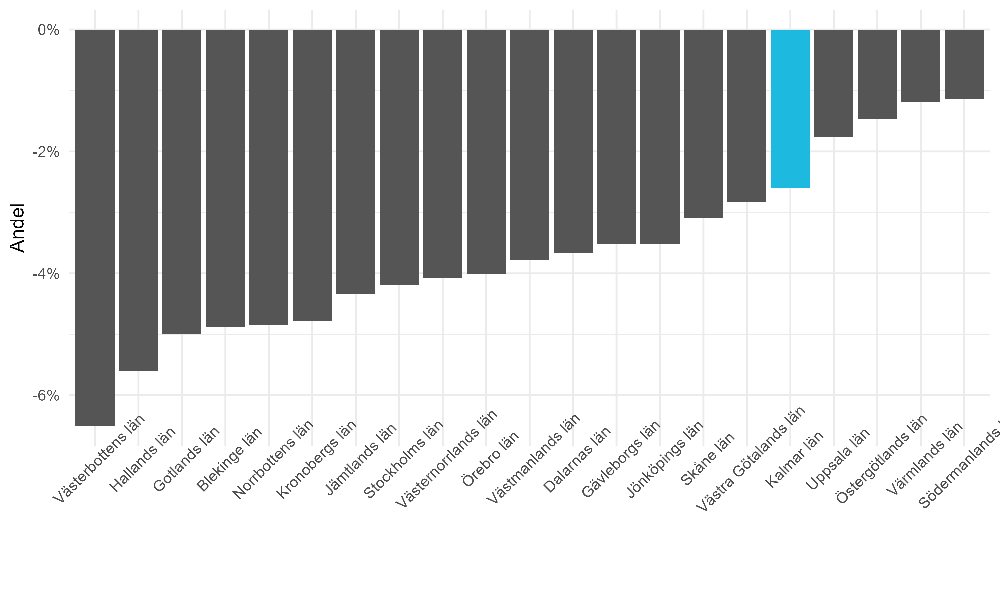 0%
-2%
-4%
-6%
Andel
Västerbottens län
Hallands län
Gotlands län
Blekinge län
Norrbottens län
Kronobergs län
Jämtlands län
Stockholms län
Västernorrlands län
Örebro län
Västmanlands län
Dalarnas län
Gävleborgs län
Jönköpings län
Skåne län
Västra Götalands län
Kalmar län
Uppsala län
Östergötlands län
Värmlands län
Södermanlands